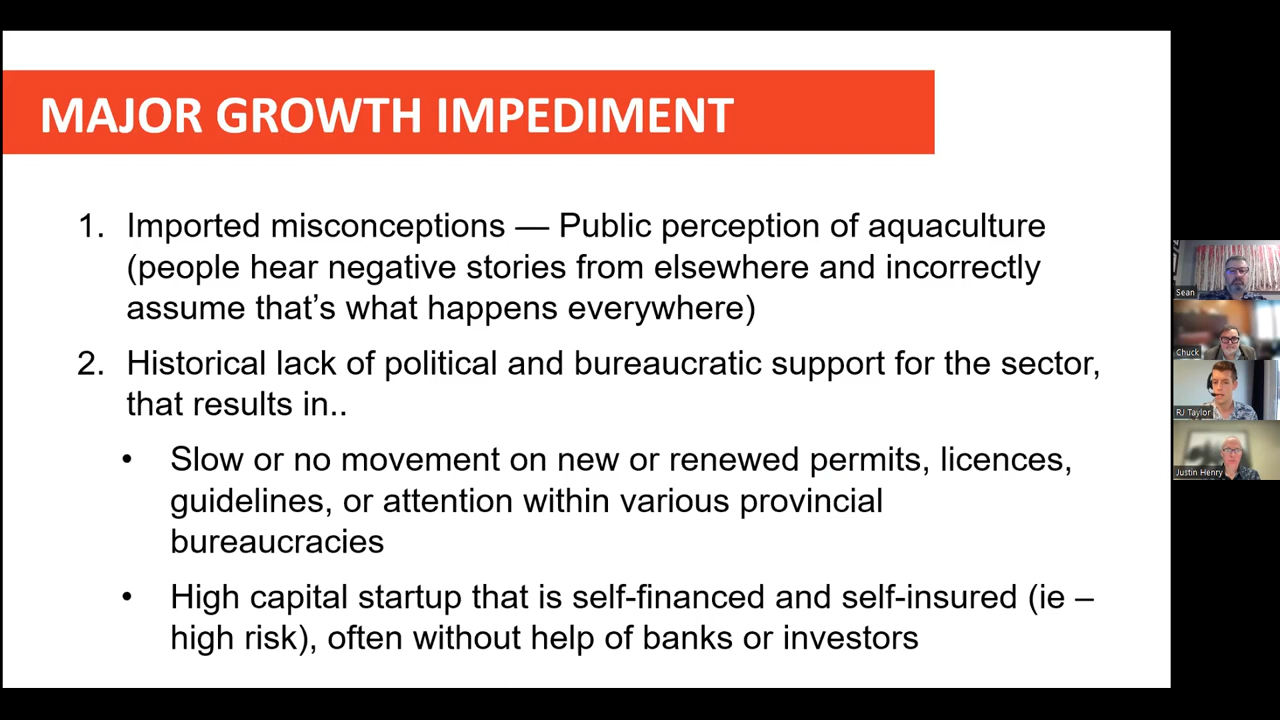 MAJOR GROWTH IMPEDIMENT
1. Imported misconceptions — Public perception of aquaculture
(people hear negative stories from elsewhere and incorrectly
assume that's what happens everywhere)
2. Historical lack of political and bureaucratic support for the sector,
that results in..
• Slow or no movement on new or renewed permits, licences,
guidelines, or attention within various provincial
bureaucracies
• High capital startup that is self-financed and self-insured (ie –
high risk), often without help of banks or investors
Sean
Chuck
RJ Taylor
Justin Henry